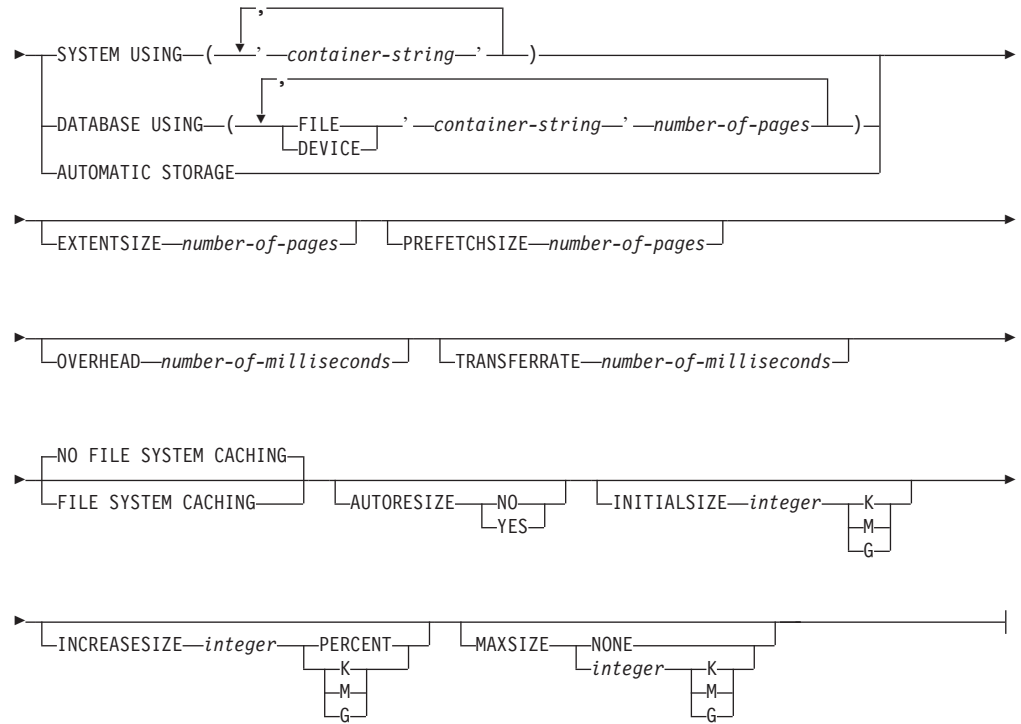 ,
SYSTEM USING ( ’ container-string ’ )
,
DATABASE USING ( FILE ’ container-string ’ number-of-pages )
DEVICE
AUTOMATIC STORAGE
EXTENTSIZE number-of-pages PREFETCHSIZE number-of-pages
OVERHEAD number-of-milliseconds TRANSFERRATE number-of-milliseconds
NO FILE SYSTEM CACHING
FILE SYSTEM CACHING AUTORESIZE NO INITIALSIZE integer K
YES M
G
INCREASESIZE integer PERCENT MAXSIZE NONE
K integer K
M M
G G